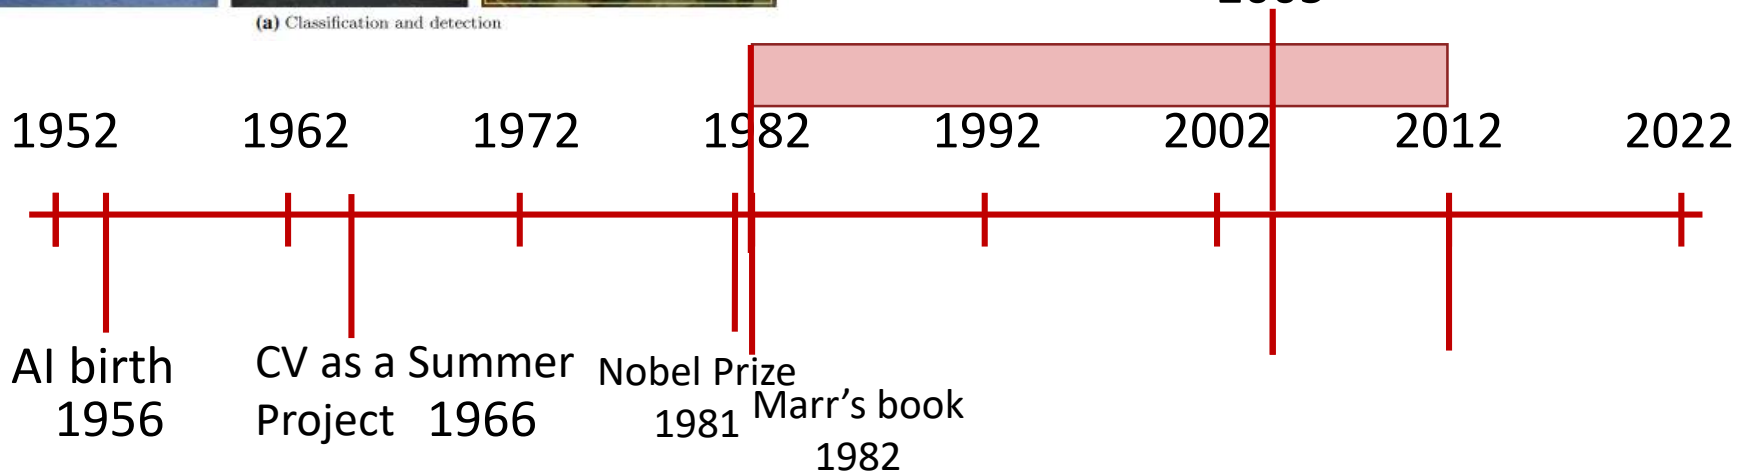 (a) Classification and detection
1952 1962 1972 1982 1992 2002 2012 2022
AI birth
1956
CV as a Summer
Project 1966
Nobel Prize
1981
Marr's book
1982